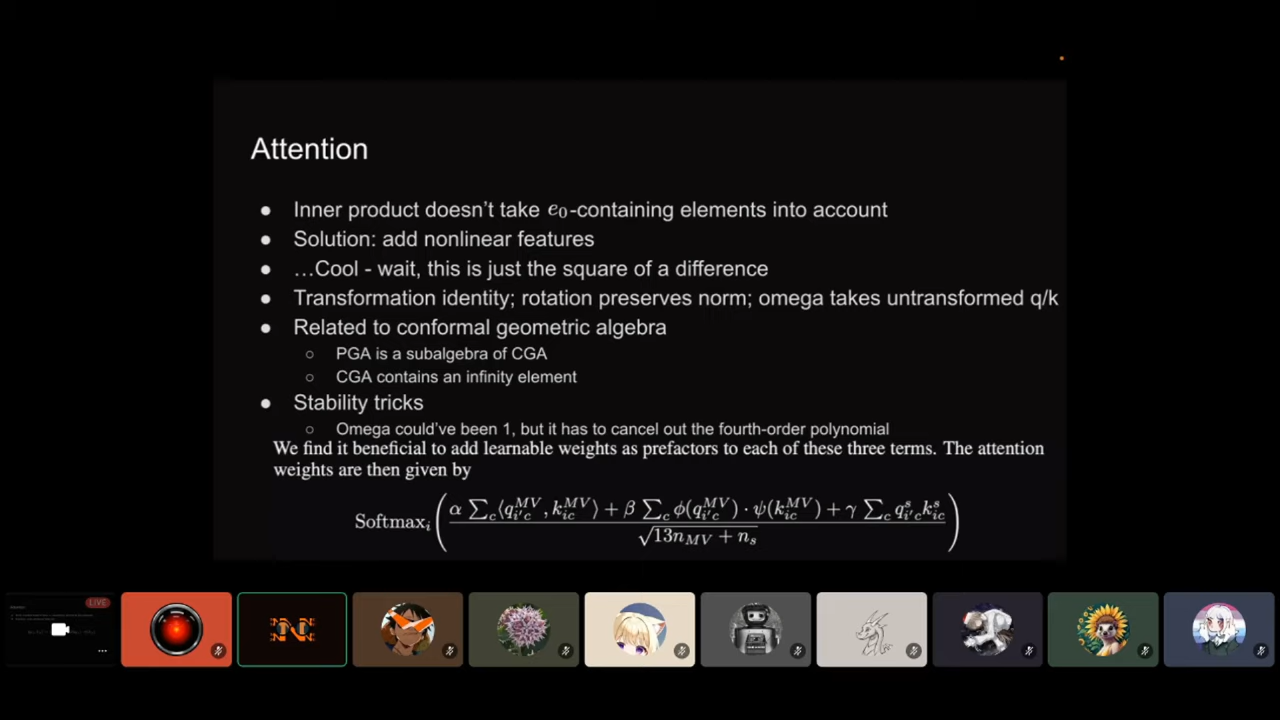 Attention
● Inner product doesn't take e₀-containing elements into account
● Solution: add nonlinear features
● …Cool - wait, this is just the square of a difference
● Transformation identity; rotation preserves norm; omega takes untransformed q/k
● Related to conformal geometric algebra
○ PGA is a subalgebra of CGA
○ CGA contains an infinity element
● Stability tricks
○ Omega could've been 1, but it has to cancel out the fourth-order polynomial
We find it beneficial to add learnable weights as prefactors to each of these three terms. The attention
weights are then given by
Softmax_i ( (α ∑_c ⟨q_{i'c}^{MV}, k_{ic}^{MV}⟩ + β ∑_c ϕ(q_{i'c}^{MV}) · ψ(k_{ic}^{MV}) + γ ∑_c q_{i'c}^s k_{ic}^s) / √(13n_{MV} + n_s) )
LIVE
N